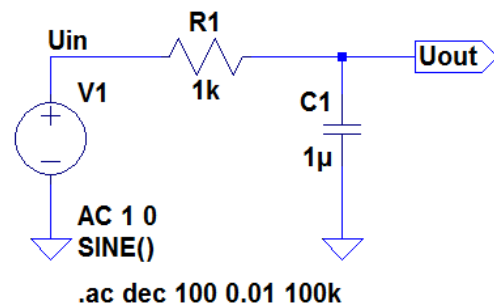 R1
Uin
Uout
1k
V1
C1
+
1µ
−
AC 1 0
SINE()
.ac dec 100 0.01 100k